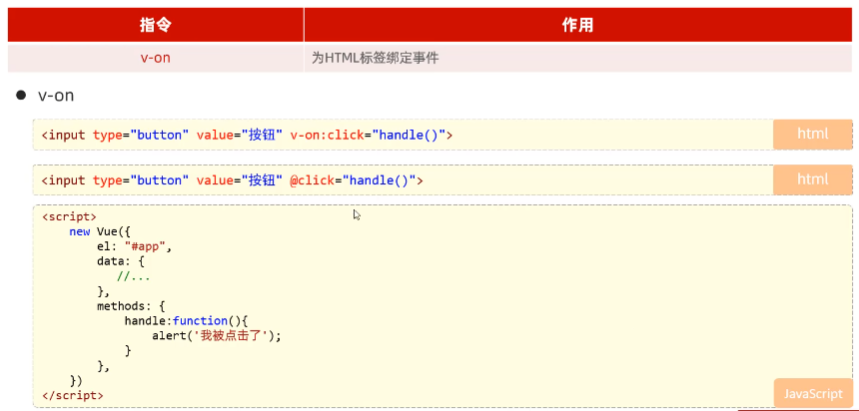 指令 作用
v-on 为HTML标签绑定事件
● v-on
<input type="button" value="按钮" v-on:click="handle()"> html
<input type="button" value="按钮" @click="handle()"> html
<script>
    new Vue({
        el: "#app",
        data: {
           //...
        },
        methods: {
            handle:function(){
                alert('我被点击了');
            }
        },
    })
</script>
JavaScript